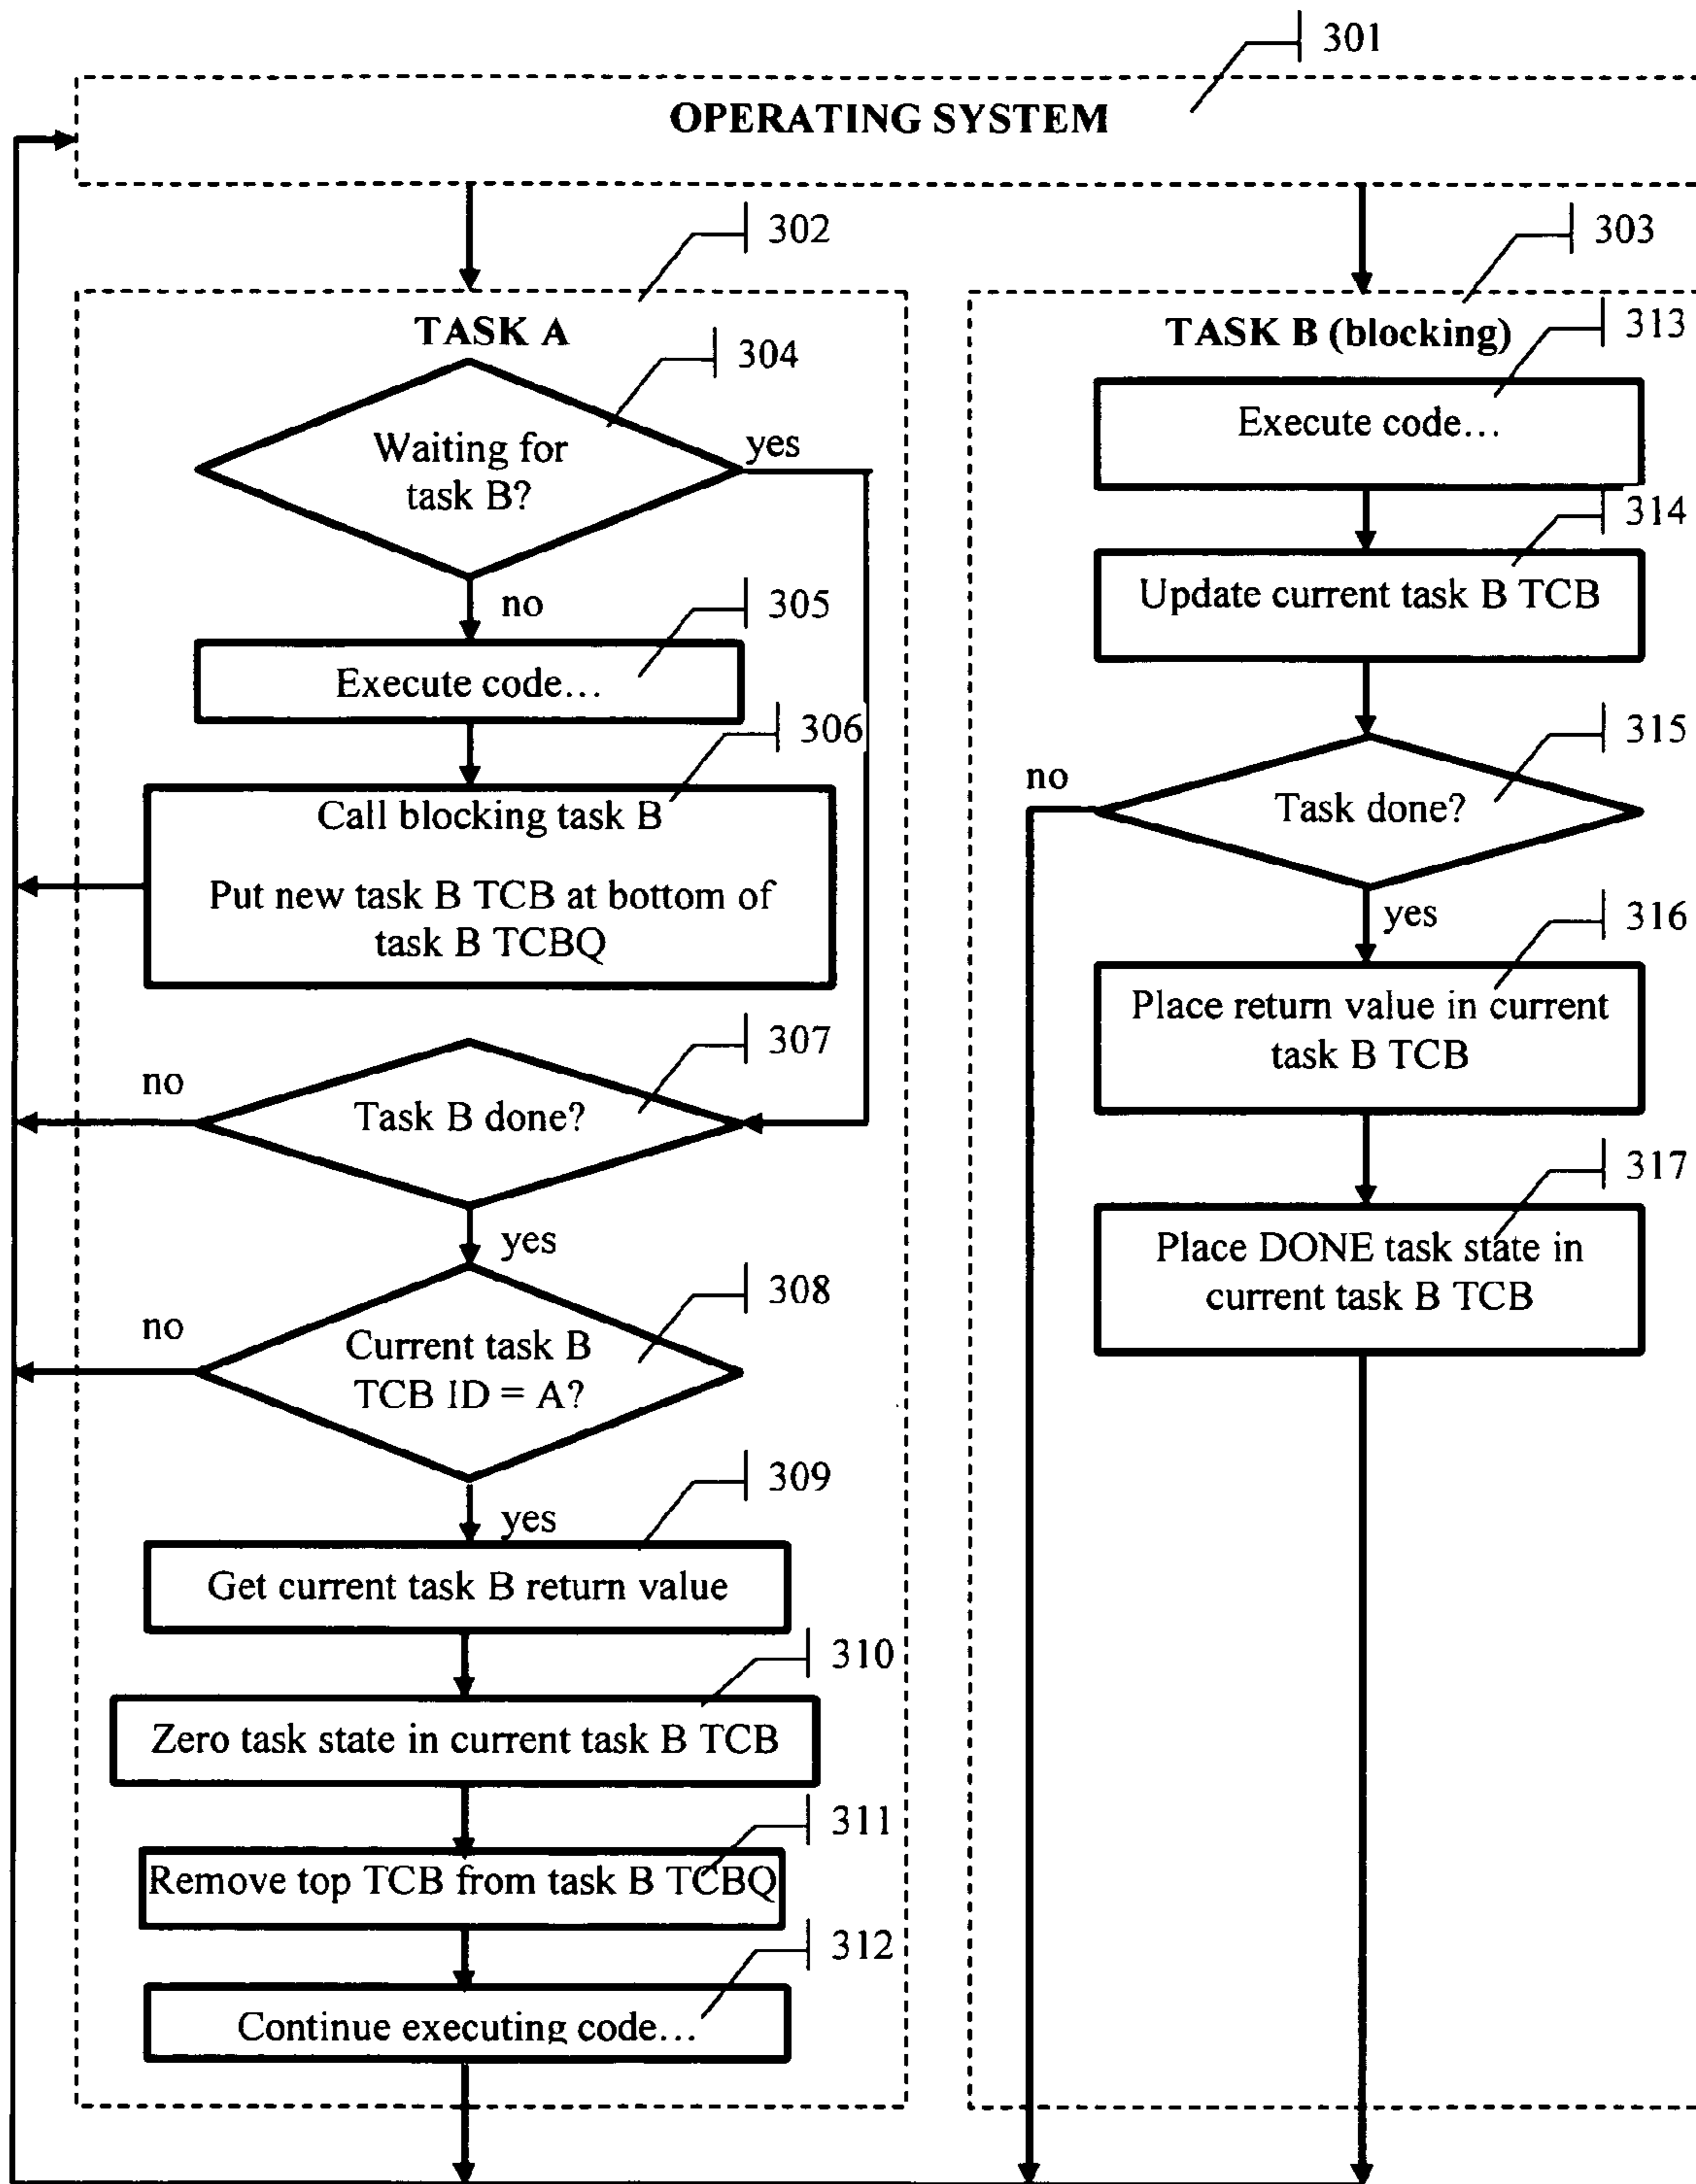 301
OPERATING SYSTEM
302
303
TASK A
304
Waiting for
task B?
yes
no
305
Execute code...
306
Call blocking task B
Put new task B TCB at bottom of
task B TCBQ
307
no
Task B done?
yes
308
no
Current task B
TCB ID = A?
309
yes
Get current task B return value
310
Zero task state in current task B TCB
311
Remove top TCB from task B TCBQ
312
Continue executing code...
TASK B (blocking)
313
Execute code...
314
Update current task B TCB
315
no
Task done?
yes
316
Place return value in current
task B TCB
317
Place DONE task state in
current task B TCB